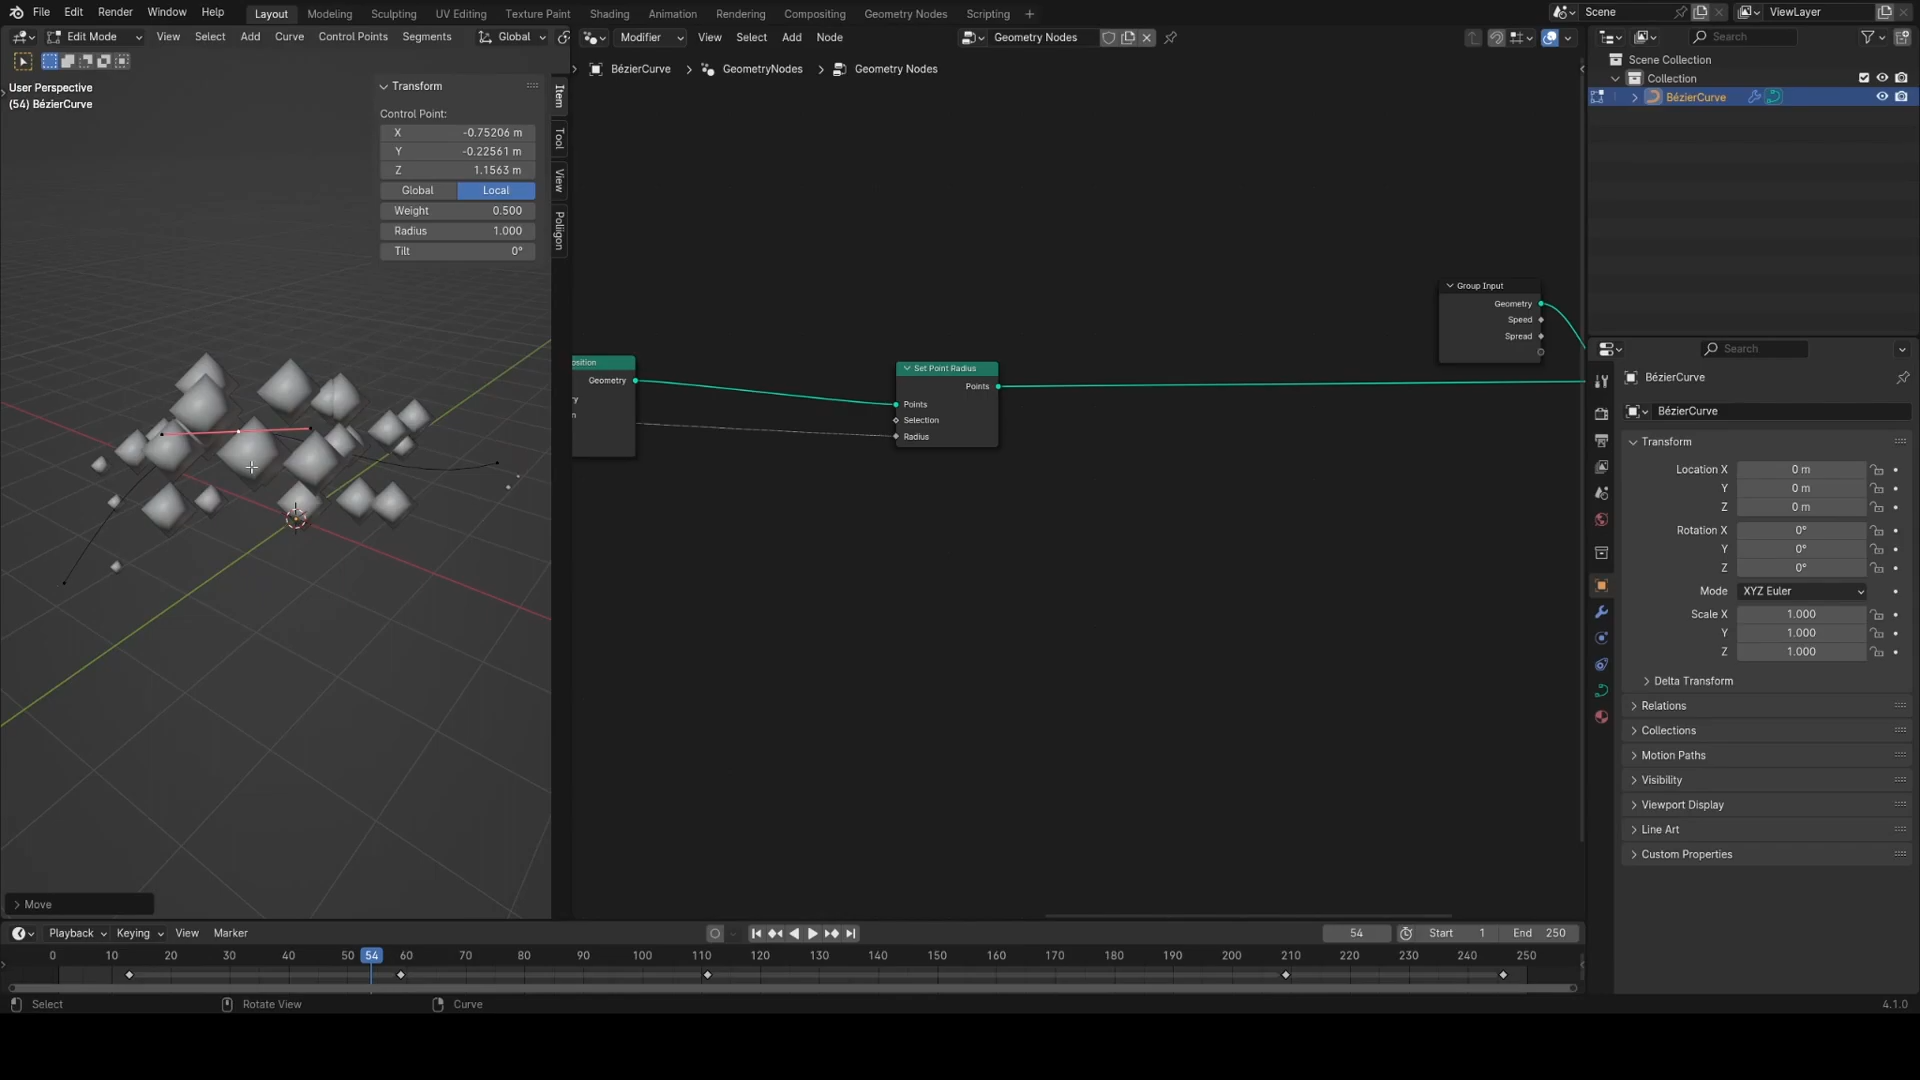 File Edit Render Window Help Layout Modeling Sculpting UV Editing Texture Paint Shading Animation Rendering Compositing Geometry Nodes Scripting Scene ViewLayer
Edit Mode View Select Add Curve Control Points Segments Global
Modifier View Select Add Node Geometry Nodes
Search
User Perspective
(54) BézierCurve
Transform
Control Point:
X -0.75206 m
Y -0.22561 m
Z 1.1563 m
Global Local
Weight 0.500
Radius 1.000
Tilt 0°
Item
Tool
View
Poliigon
BézierCurve GeometryNodes Geometry Nodes
osition
Geometry
ry
n
Set Point Radius
Points
Points
Selection
Radius
Group Input
Geometry
Speed
Spread
Scene Collection
Collection
BézierCurve
Search
BézierCurve
BézierCurve
Transform
Location X 0 m
Y 0 m
Z 0 m
Rotation X 0°
Y 0°
Z 0°
Mode XYZ Euler
Scale X 1.000
Y 1.000
Z 1.000
Delta Transform
Relations
Collections
Motion Paths
Visibility
Viewport Display
Line Art
Custom Properties
Move
Playback Keying View Marker 54 Start 1 End 250
0 10 20 30 40 54 60 70 80 90 100 110 120 130 140 150 160 170 180 190 200 210 220 230 240 250
Select Rotate View Curve 4.1.0